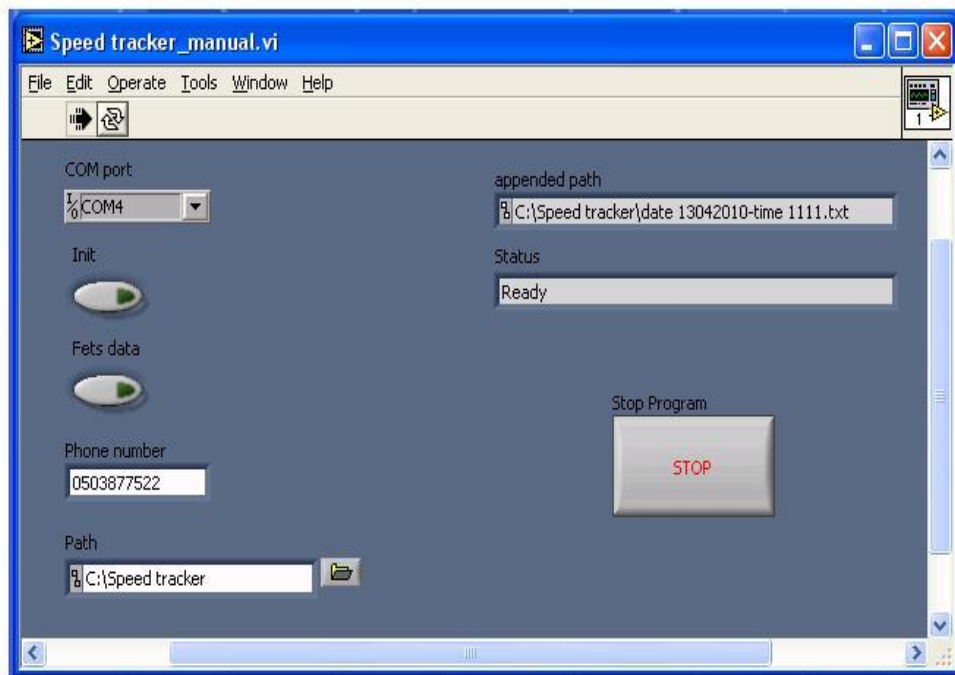 Speed tracker_manual.vi
File Edit Operate Tools Window Help
1
COM port
I/O COM4
Init
Fets data
Phone number
0503877522
Path
C:\Speed tracker
appended path
C:\Speed tracker\date 13042010-time 1111.txt
Status
Ready
Stop Program
STOP